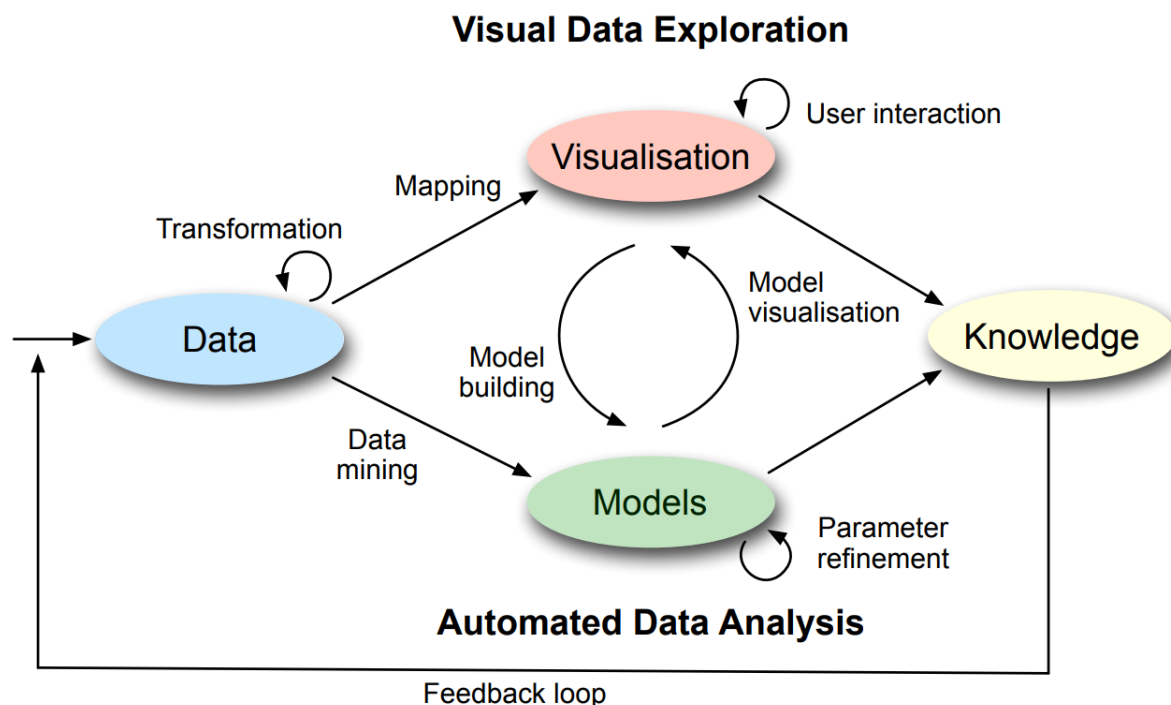 Visual Data Exploration
User interaction
Visualisation
Mapping
Transformation
Model
visualisation
Data
Knowledge
Model
building
Data
mining
Models
Parameter
refinement
Automated Data Analysis
Feedback loop